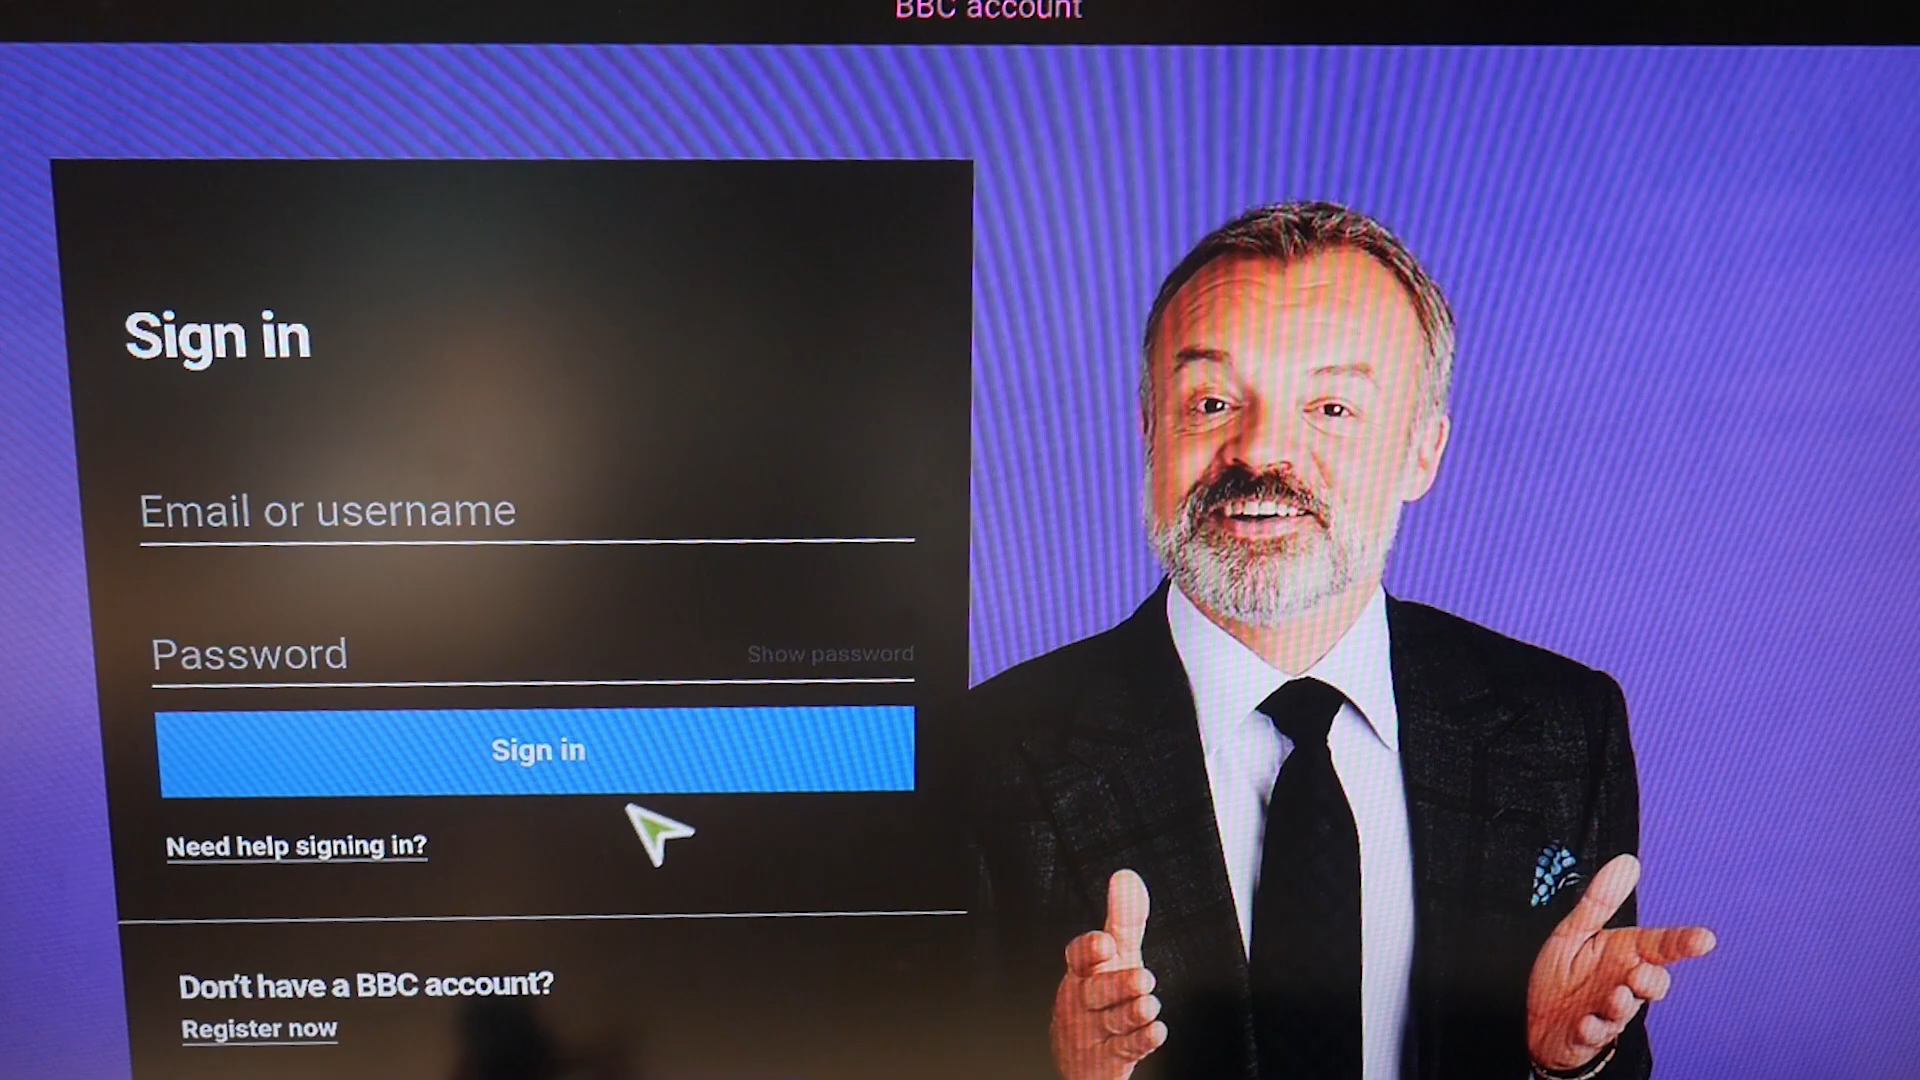 BBC account
Sign in
Email or username
Password
Show password
Sign in
Need help signing in?
Don't have a BBC account?
Register now